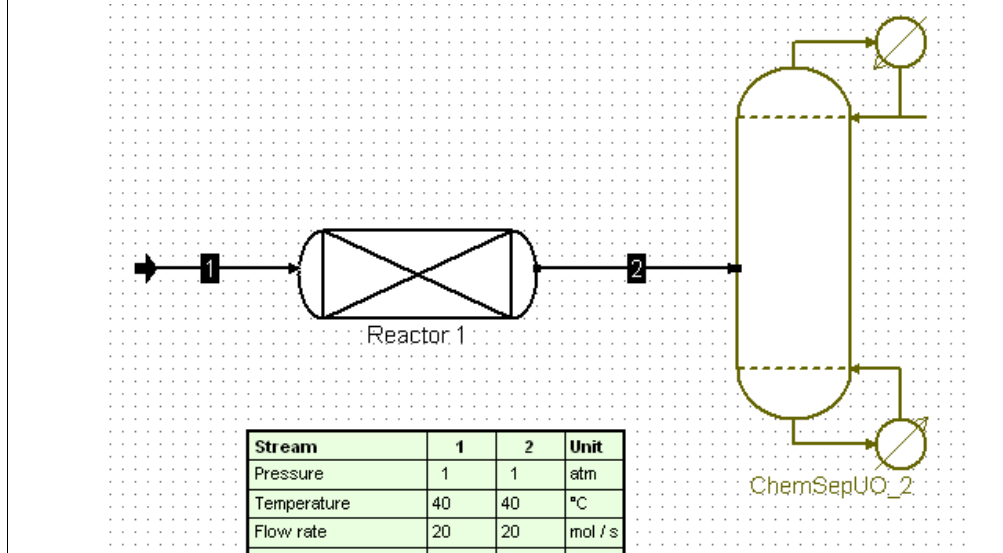 1
2
Reactor 1
ChemSepUO_2
Stream 1 2 Unit
Pressure 1 1 atm
Temperature 40 40 °C
Flow rate 20 20 mol / s